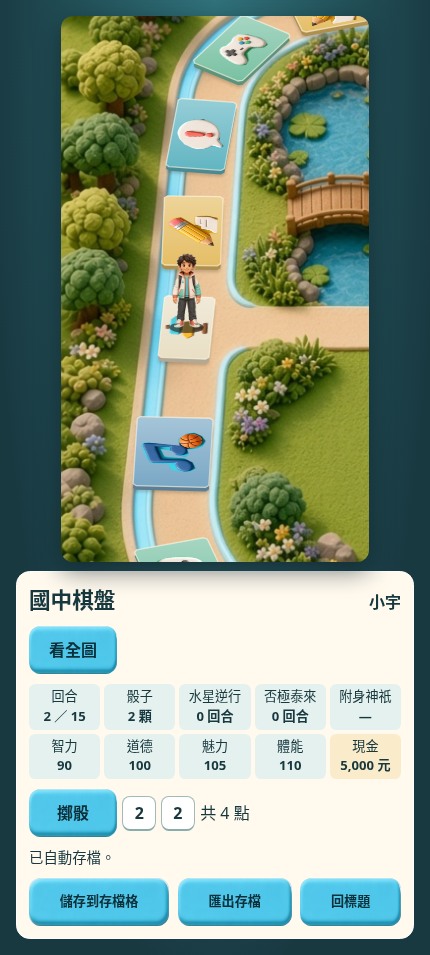 國中棋盤
小宇
看全圖
回合 骰子 水星逆行 否極泰來 附身神祇
2 ／ 15 2 顆 0 回合 0 回合 —
智力 道德 魅力 體能 現金
90 100 105 110 5,000 元
擲骰 2 2 共 4 點
已自動存檔。
儲存到存檔格 匯出存檔 回標題